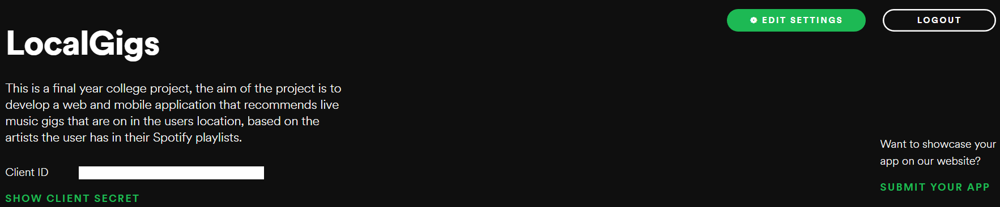 EDIT SETTINGS
LOGOUT
LocalGigs
This is a final year college project, the aim of the project is to
develop a web and mobile application that recommends live
music gigs that are on in the users location, based on the
artists the user has in their Spotify playlists.
Want to showcase your
app on our website?
SUBMIT YOUR APP
Client ID
SHOW CLIENT SECRET